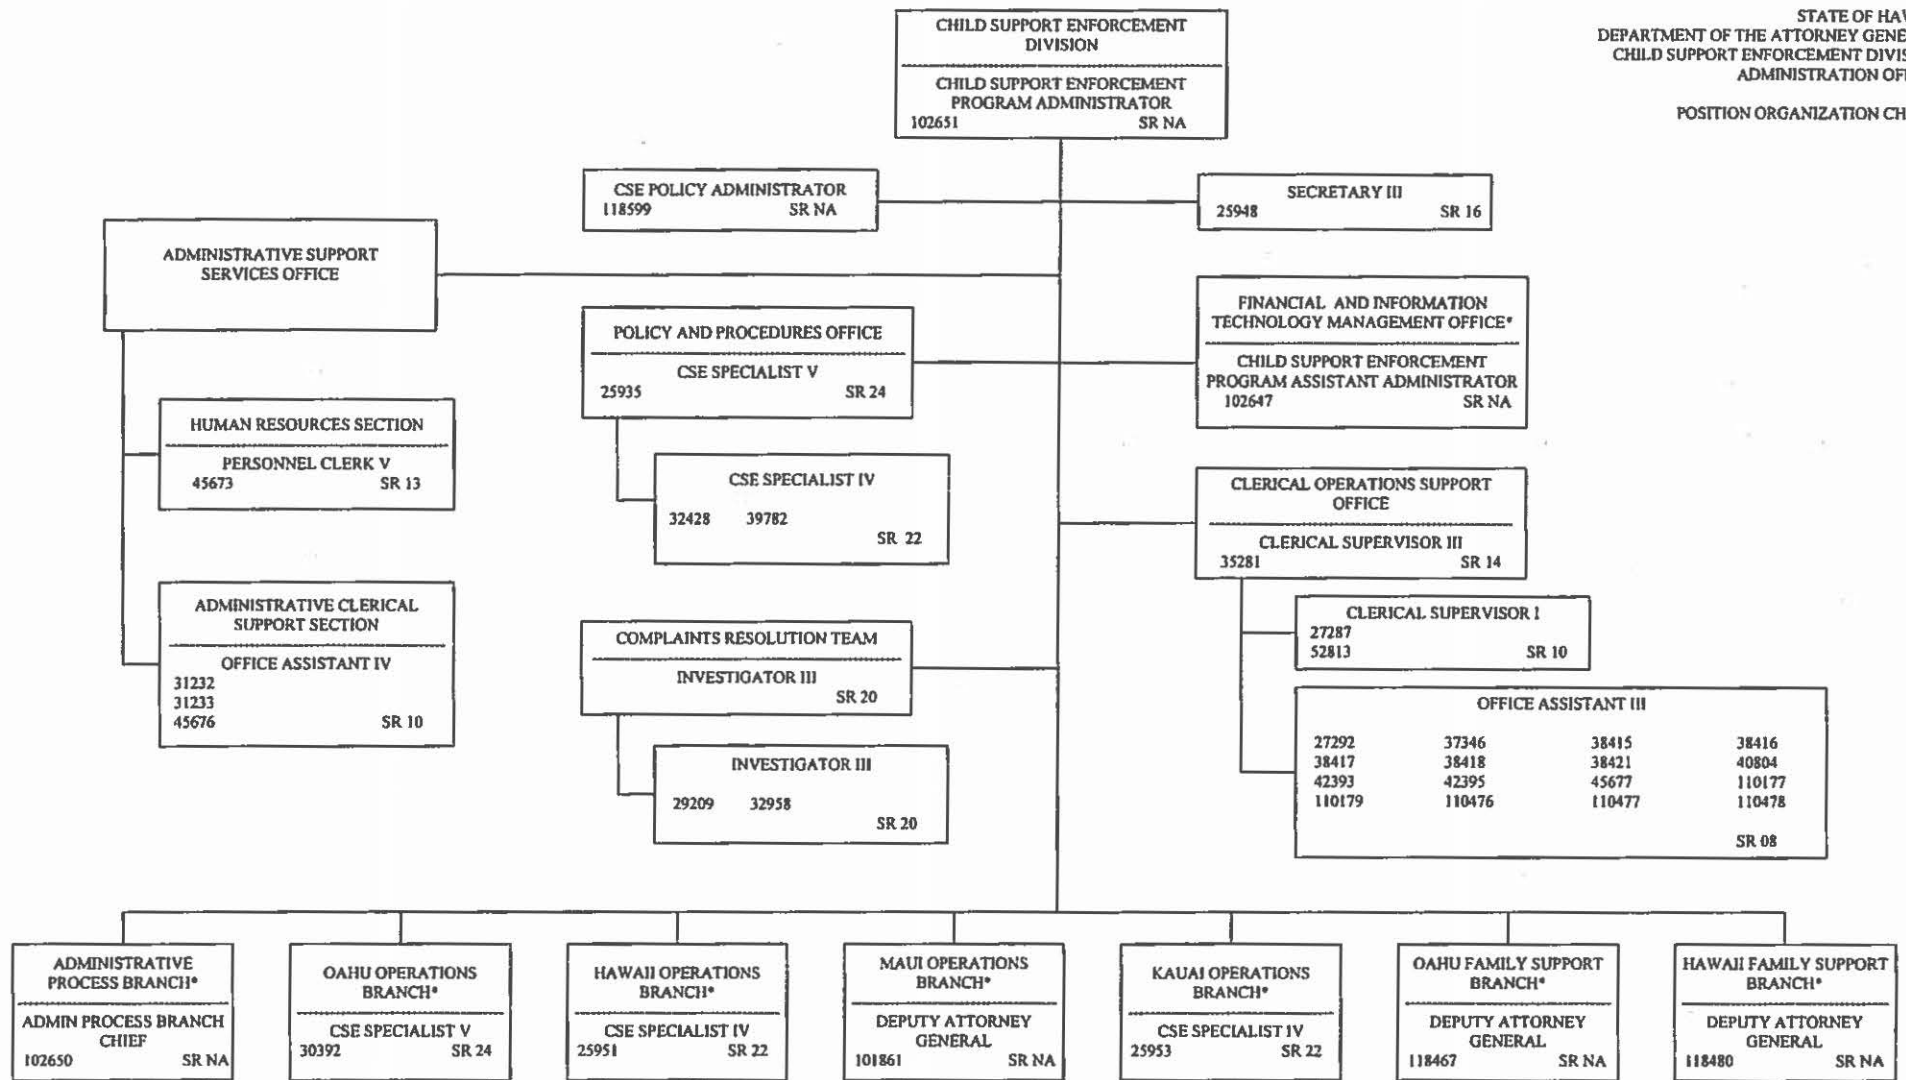 STATE OF HA
DEPARTMENT OF THE ATTORNEY GENE
CHILD SUPPORT ENFORCEMENT DIVIS
ADMINISTRATION OF
POSITION ORGANIZATION CH
CHILD SUPPORT ENFORCEMENT
DIVISION
CHILD SUPPORT ENFORCEMENT
PROGRAM ADMINISTRATOR
102651 SR NA
CSE POLICY ADMINISTRATOR
118599 SR NA
SECRETARY III
25948 SR 16
ADMINISTRATIVE SUPPORT
SERVICES OFFICE
HUMAN RESOURCES SECTION
PERSONNEL CLERK V
45673 SR 13
ADMINISTRATIVE CLERICAL
SUPPORT SECTION
OFFICE ASSISTANT IV
31232
31233
45676 SR 10
POLICY AND PROCEDURES OFFICE
CSE SPECIALIST V
25935 SR 24
CSE SPECIALIST IV
32428 39782
SR 22
COMPLAINTS RESOLUTION TEAM
INVESTIGATOR III
SR 20
INVESTIGATOR III
29209 32958
SR 20
FINANCIAL AND INFORMATION
TECHNOLOGY MANAGEMENT OFFICE*
CHILD SUPPORT ENFORCEMENT
PROGRAM ASSISTANT ADMINISTRATOR
102647 SR NA
CLERICAL OPERATIONS SUPPORT
OFFICE
CLERICAL SUPERVISOR III
35281 SR 14
CLERICAL SUPERVISOR I
27287
52813 SR 10
OFFICE ASSISTANT III
27292 37346 38415 38416
38417 38418 38421 40804
42393 42395 45677 110177
110179 110476 110477 110478
SR 08
ADMINISTRATIVE
PROCESS BRANCH*
ADMIN PROCESS BRANCH
CHIEF
102650 SR NA
OAHU OPERATIONS
BRANCH*
CSE SPECIALIST V
30392 SR 24
HAWAII OPERATIONS
BRANCH*
CSE SPECIALIST IV
25951 SR 22
MAUI OPERATIONS
BRANCH*
DEPUTY ATTORNEY
GENERAL
101861 SR NA
KAUAI OPERATIONS
BRANCH*
CSE SPECIALIST IV
25953 SR 22
OAHU FAMILY SUPPORT
BRANCH*
DEPUTY ATTORNEY
GENERAL
118467 SR NA
HAWAII FAMILY SUPPORT
BRANCH*
DEPUTY ATTORNEY
GENERAL
118480 SR NA